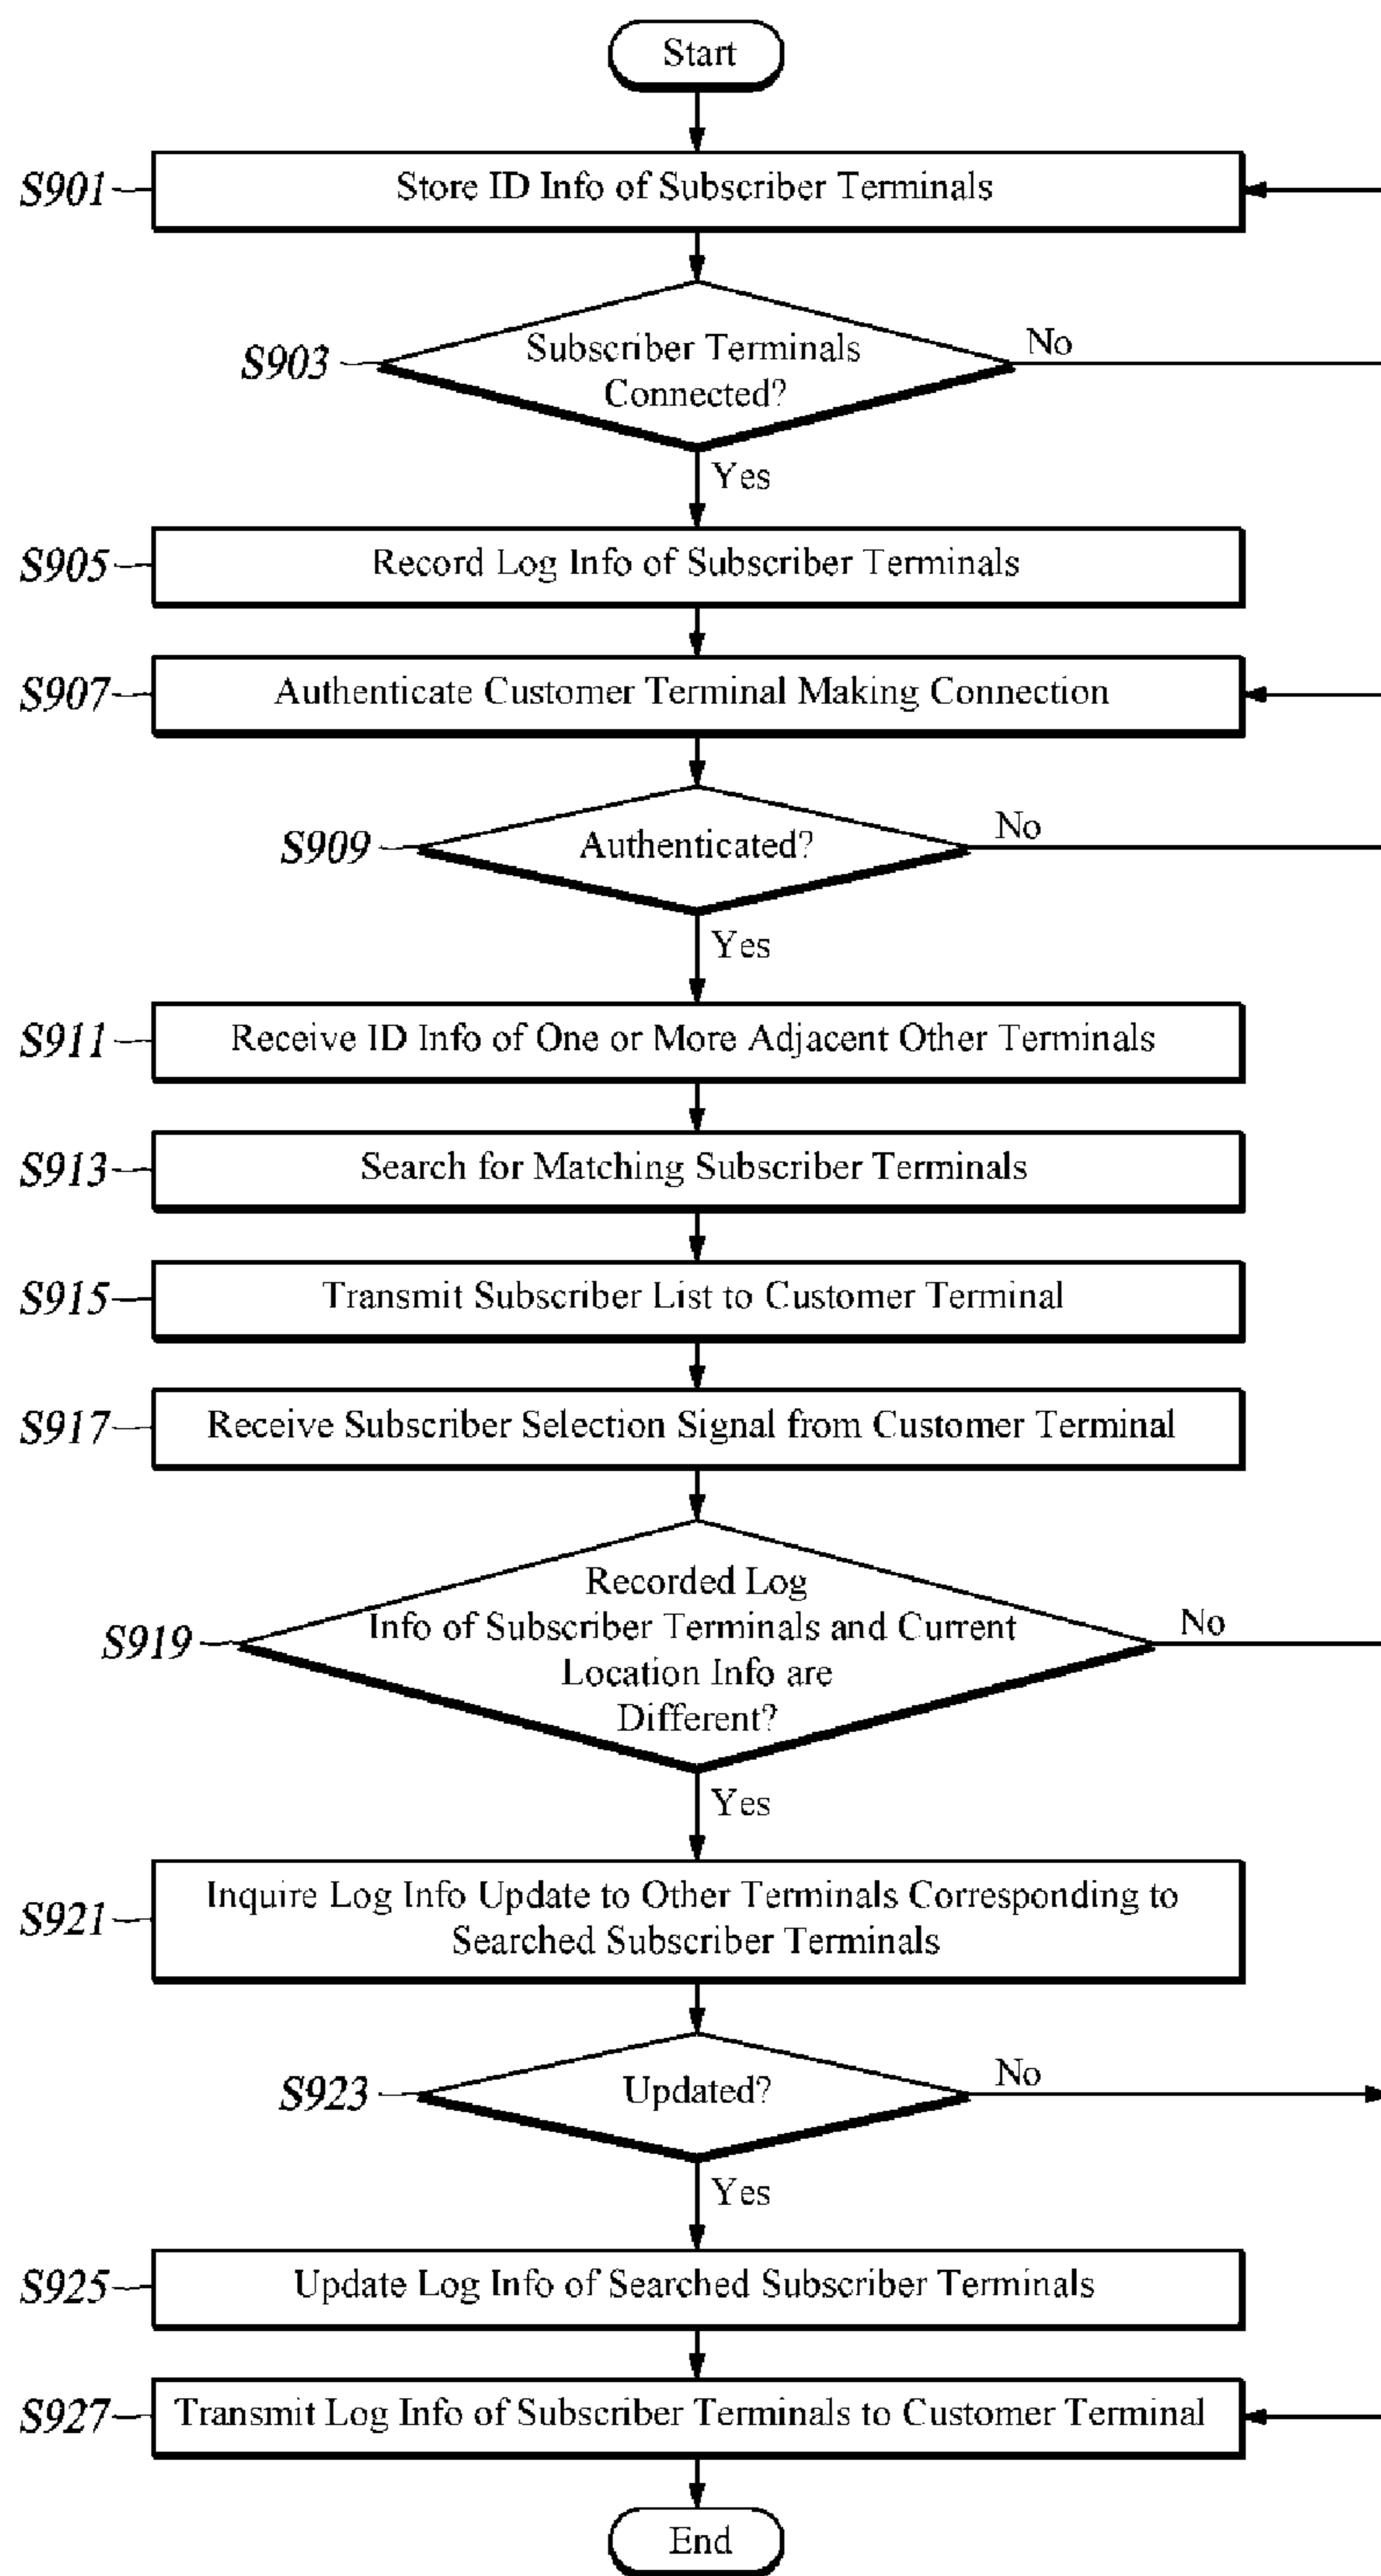 Start
S901
Store ID Info of Subscriber Terminals
S903
Subscriber Terminals
Connected?
No
Yes
S905
Record Log Info of Subscriber Terminals
S907
Authenticate Customer Terminal Making Connection
S909
Authenticated?
No
Yes
S911
Receive ID Info of One or More Adjacent Other Terminals
S913
Search for Matching Subscriber Terminals
S915
Transmit Subscriber List to Customer Terminal
S917
Receive Subscriber Selection Signal from Customer Terminal
S919
Recorded Log
Info of Subscriber Terminals and Current
Location Info are
Different?
No
Yes
S921
Inquire Log Info Update to Other Terminals Corresponding to
Searched Subscriber Terminals
S923
Updated?
No
Yes
S925
Update Log Info of Searched Subscriber Terminals
S927
Transmit Log Info of Subscriber Terminals to Customer Terminal
End